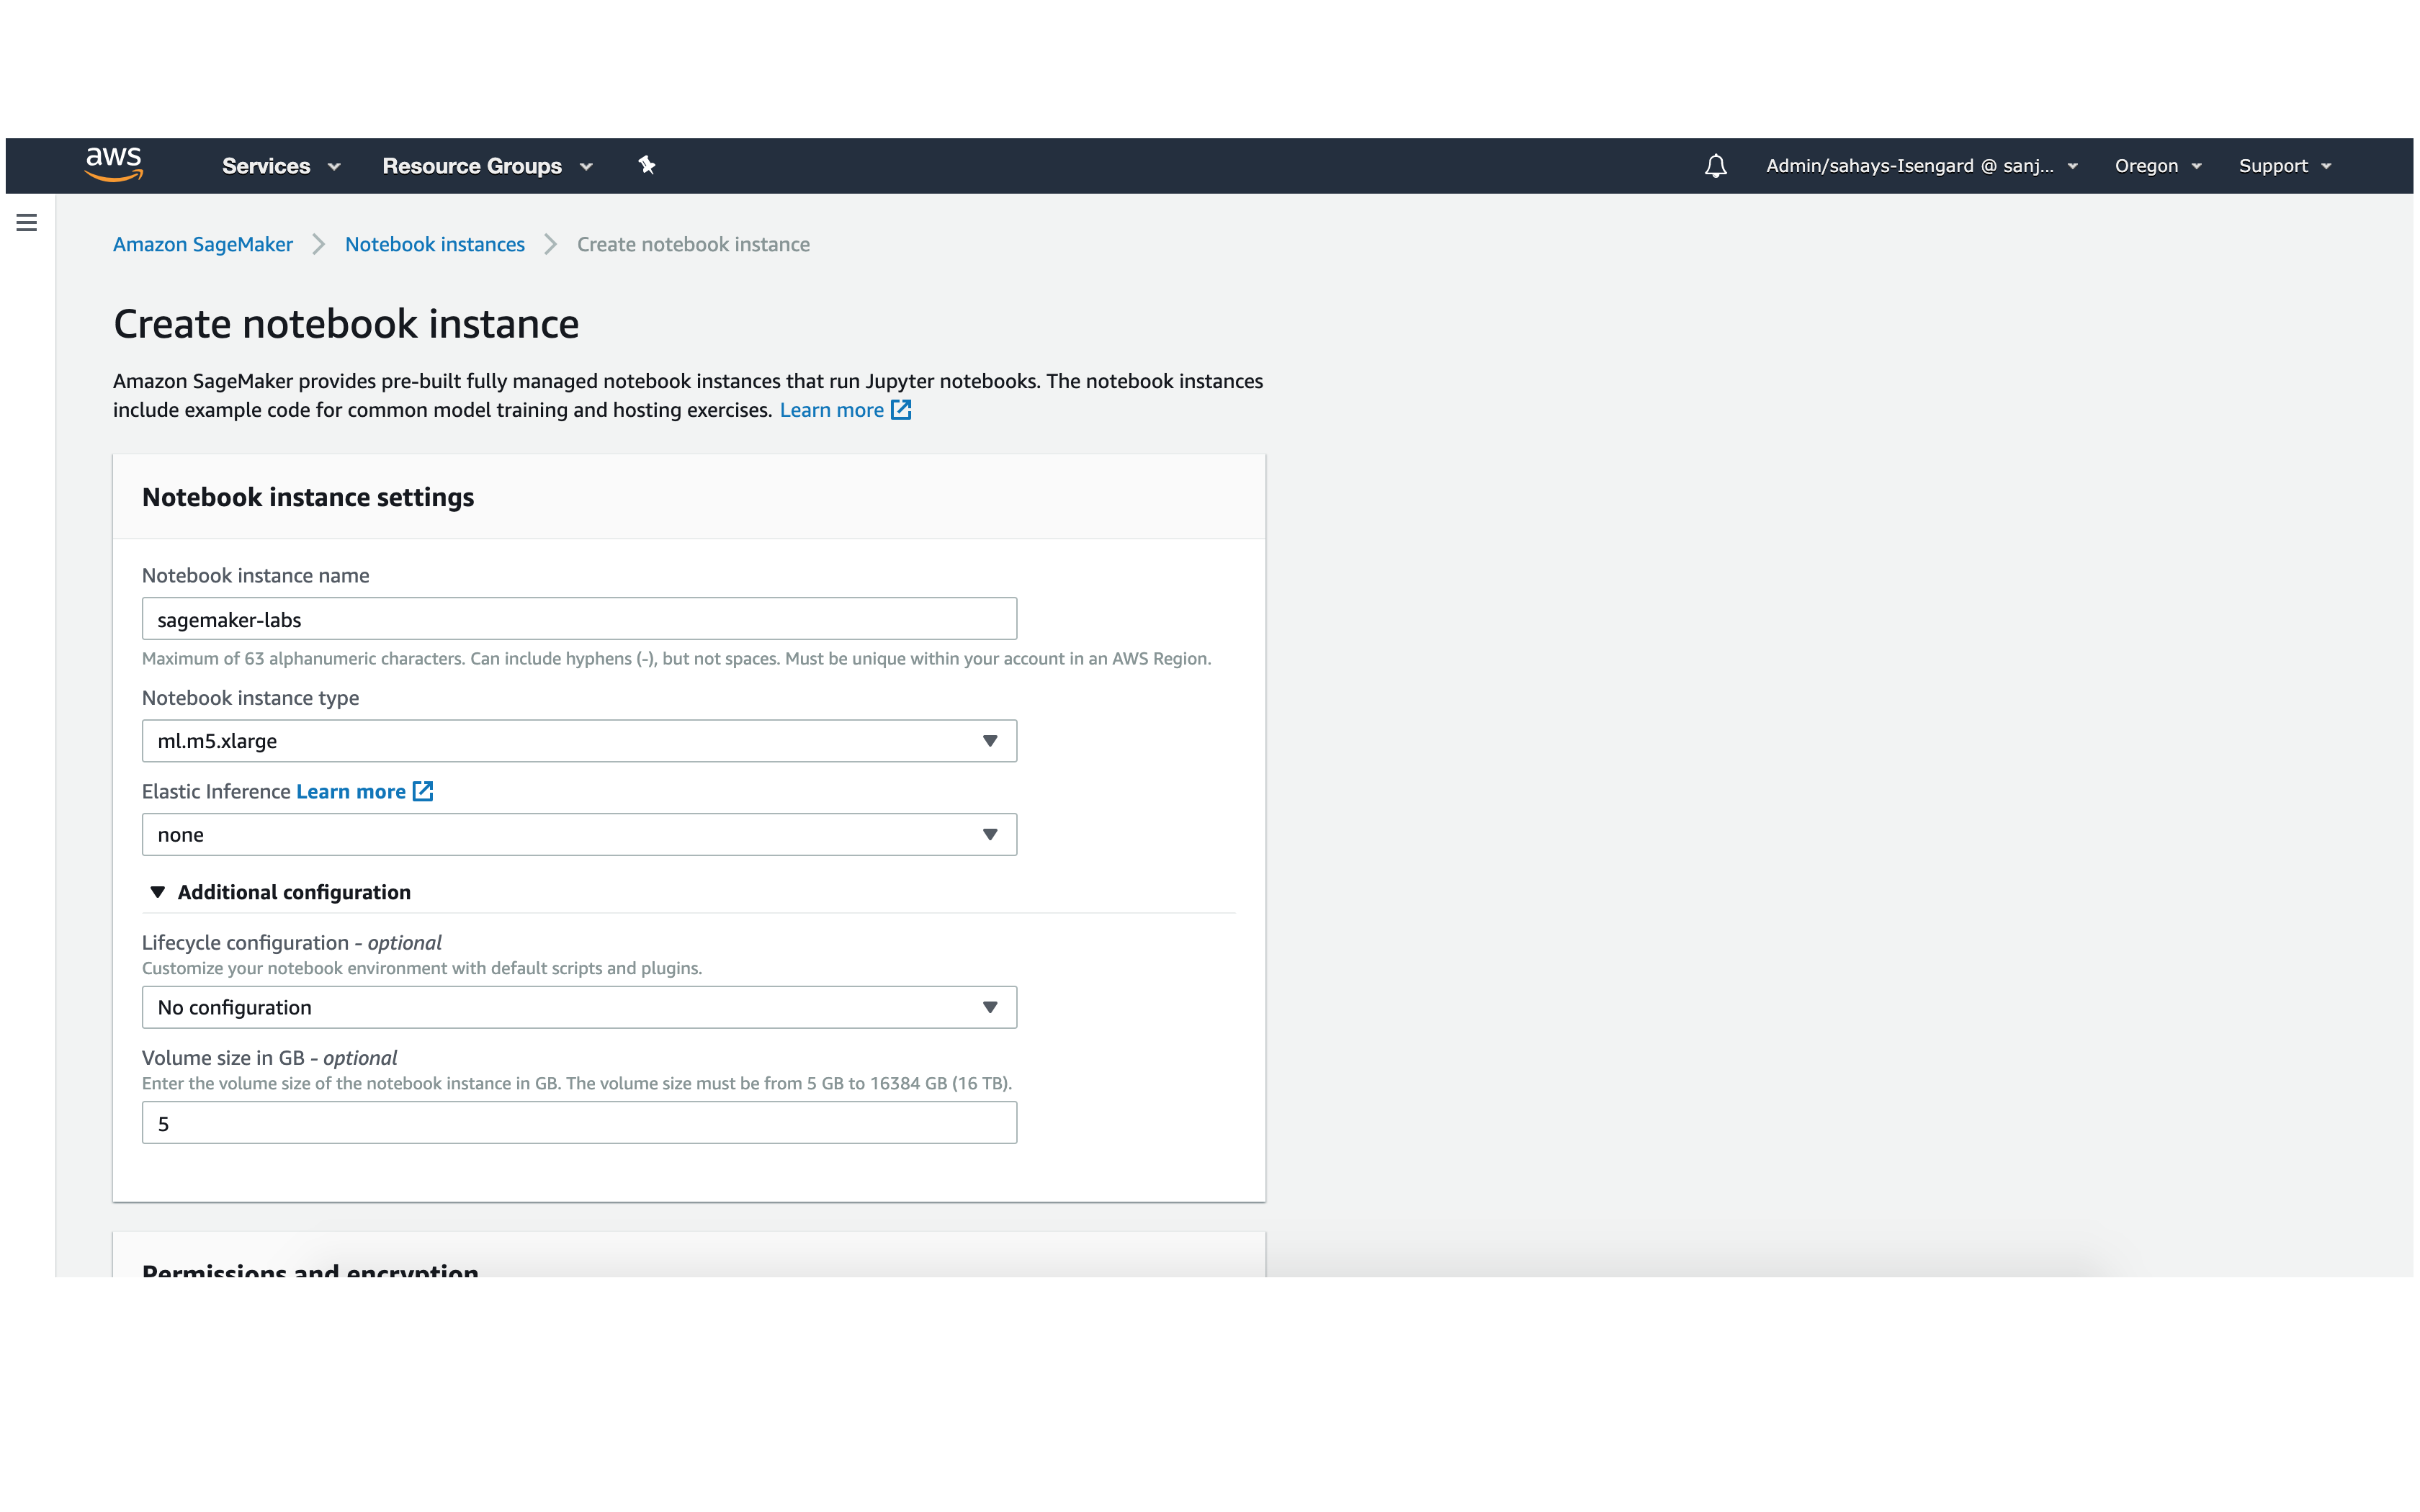 aws Services Resource Groups Admin/sahays-Isengard @ sanj... Oregon Support
Amazon SageMaker Notebook instances Create notebook instance
Create notebook instance
Amazon SageMaker provides pre-built fully managed notebook instances that run Jupyter notebooks. The notebook instances
include example code for common model training and hosting exercises. Learn more
Notebook instance settings
Notebook instance name
sagemaker-labs
Maximum of 63 alphanumeric characters. Can include hyphens (-), but not spaces. Must be unique within your account in an AWS Region.
Notebook instance type
ml.m5.xlarge
Elastic Inference Learn more
none
Additional configuration
Lifecycle configuration - optional
Customize your notebook environment with default scripts and plugins.
No configuration
Volume size in GB - optional
Enter the volume size of the notebook instance in GB. The volume size must be from 5 GB to 16384 GB (16 TB).
5
Permissions and encryption